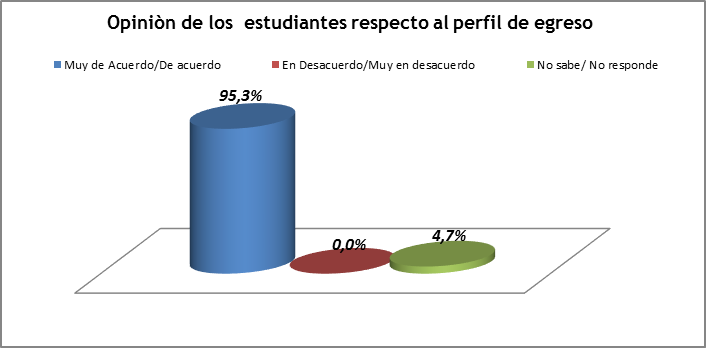 Opiniòn de los  estudiantes respecto al perfil de egreso
Muy de Acuerdo/De acuerdo
En Desacuerdo/Muy en desacuerdo
No sabe/ No responde
95,3%
0,0%
4,7%